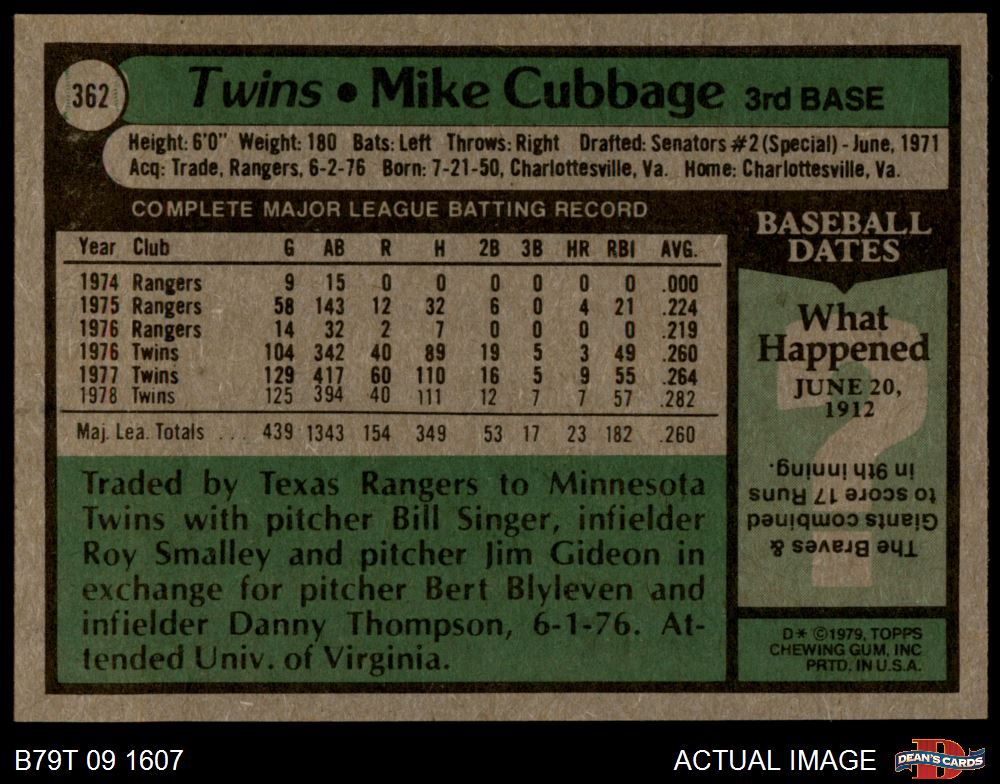 362
Twins • Mike Cubbage 3rd BASE
Height: 6'0" Weight: 180 Bats: Left Throws: Right Drafted: Senators #2 (Special) - June, 1971
Acq: Trade, Rangers, 6-2-76 Born: 7-21-50, Charlottesville, Va. Home: Charlottesville, Va.
COMPLETE MAJOR LEAGUE BATTING RECORD
Year Club G AB R H 2B 3B HR RBI AVG.
1974 Rangers 9 15 0 0 0 0 0 0 .000
1975 Rangers 58 143 12 32 6 0 4 21 .224
1976 Rangers 14 32 2 7 0 0 0 0 .219
1976 Twins 104 342 40 89 19 5 3 49 .260
1977 Twins 129 417 60 110 16 5 9 55 .264
1978 Twins 125 394 40 111 12 7 7 57 .282
Maj. Lea. Totals ... 439 1343 154 349 53 17 23 182 .260
Traded by Texas Rangers to Minnesota
Twins with pitcher Bill Singer, infielder
Roy Smalley and pitcher Jim Gideon in
exchange for pitcher Bert Blyleven and
infielder Danny Thompson, 6-1-76. At-
tended Univ. of Virginia.
BASEBALL
DATES
What
Happened
JUNE 20,
1912
?
The Braves &
Giants combined
to score 17 Runs
in 9th inning.
D* ©1979, TOPPS
CHEWING GUM, INC
PRTD. IN U.S.A.
B79T 09 1607
ACTUAL IMAGE
D
DEAN'S CARDS